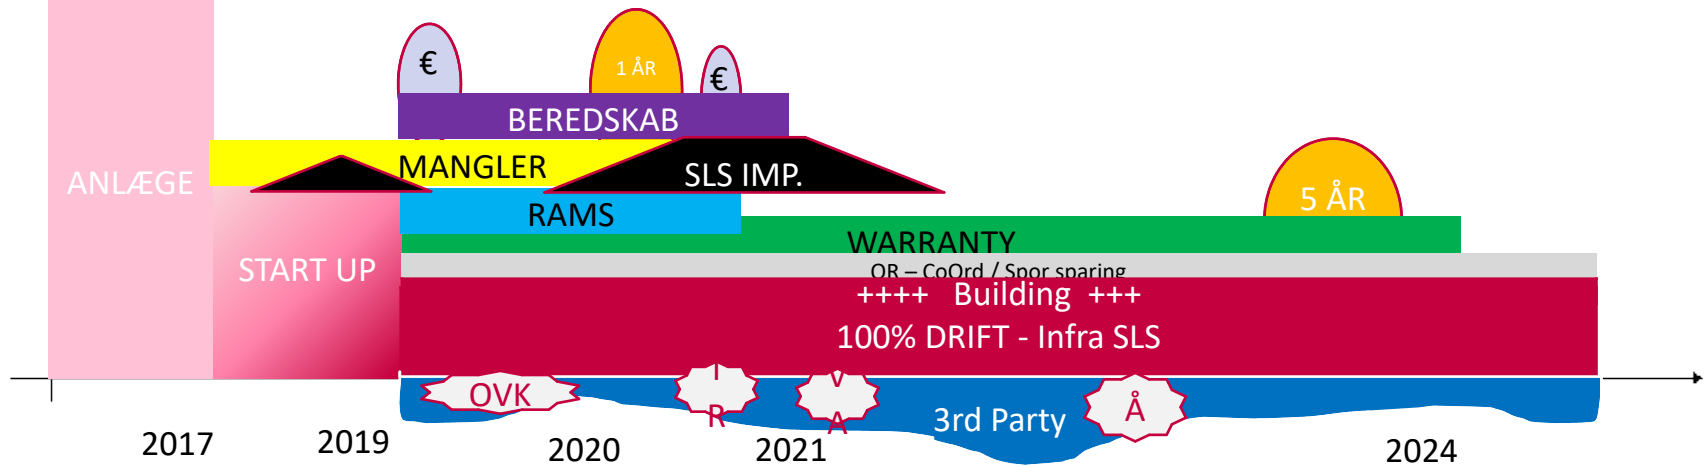 €
1 ÅR
€
BEREDSKAB
MANGLER
SLS IMP.
ANLÆGE
RAMS
5 ÅR
WARRANTY
START UP
OR – CoOrd / Spor sparing
++++ Building +++
100% DRIFT - Infra SLS
OVK
I
R
V
A
3rd Party
Å
2017
2019
2020
2021
2024